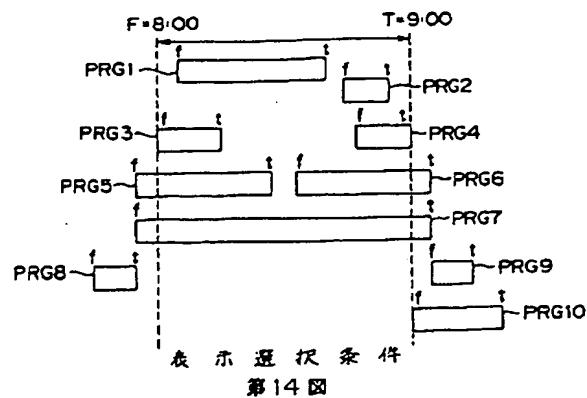 F=8:00 T=9:00
f t
PRG1
f t
PRG2
f t
PRG3
f t
PRG4
f t
PRG5
f t
PRG6
f t
PRG7
f t
PRG8
f t
PRG9
f t
PRG10
表示選択条件
第14図